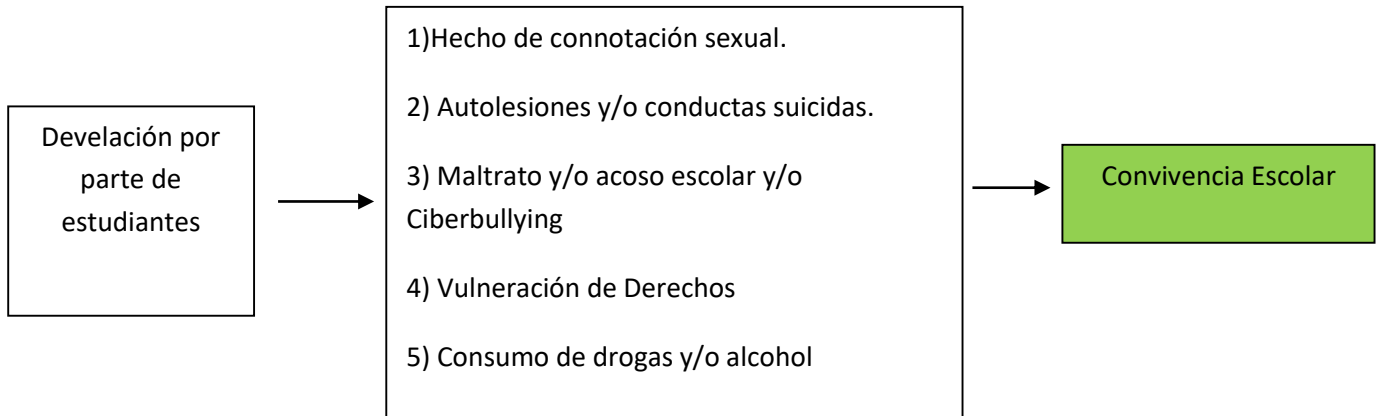 Develación por
parte de
estudiantes
1)Hecho de connotación sexual.
2) Autolesiones y/o conductas suicidas.
3) Maltrato y/o acoso escolar y/o
Ciberbullying
4) Vulneración de Derechos
5) Consumo de drogas y/o alcohol
Convivencia Escolar